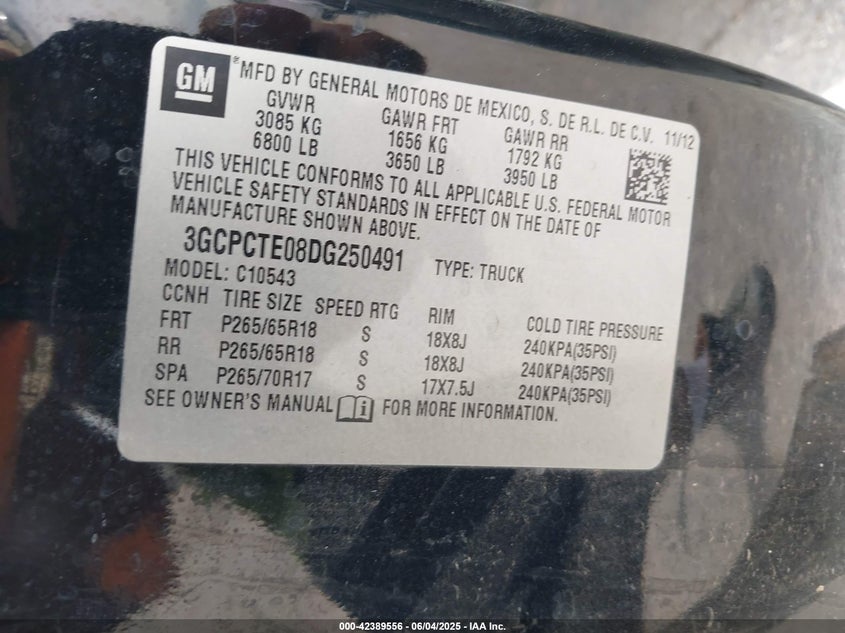 GM
*MFD BY GENERAL MOTORS DE MEXICO, S. DE R.L. DE C.V. 11/12
GVWR GAWR FRT GAWR RR
3085 KG 1656 KG 1792 KG
6800 LB 3650 LB 3950 LB
THIS VEHICLE CONFORMS TO ALL APPLICABLE U.S. FEDERAL MOTOR
VEHICLE SAFETY STANDARDS IN EFFECT ON THE DATE OF
MANUFACTURE SHOWN ABOVE.
3GCPCTE08DG250491 TYPE: TRUCK
MODEL: C10543
CCNH TIRE SIZE SPEED RTG RIM COLD TIRE PRESSURE
FRT P265/65R18 S 18X8J 240KPA(35PSI)
RR P265/65R18 S 18X8J 240KPA(35PSI)
SPA P265/70R17 S 17X7.5J 240KPA(35PSI)
SEE OWNER'S MANUAL i FOR MORE INFORMATION.
000-42389556 - 06/04/2025 - IAA Inc.